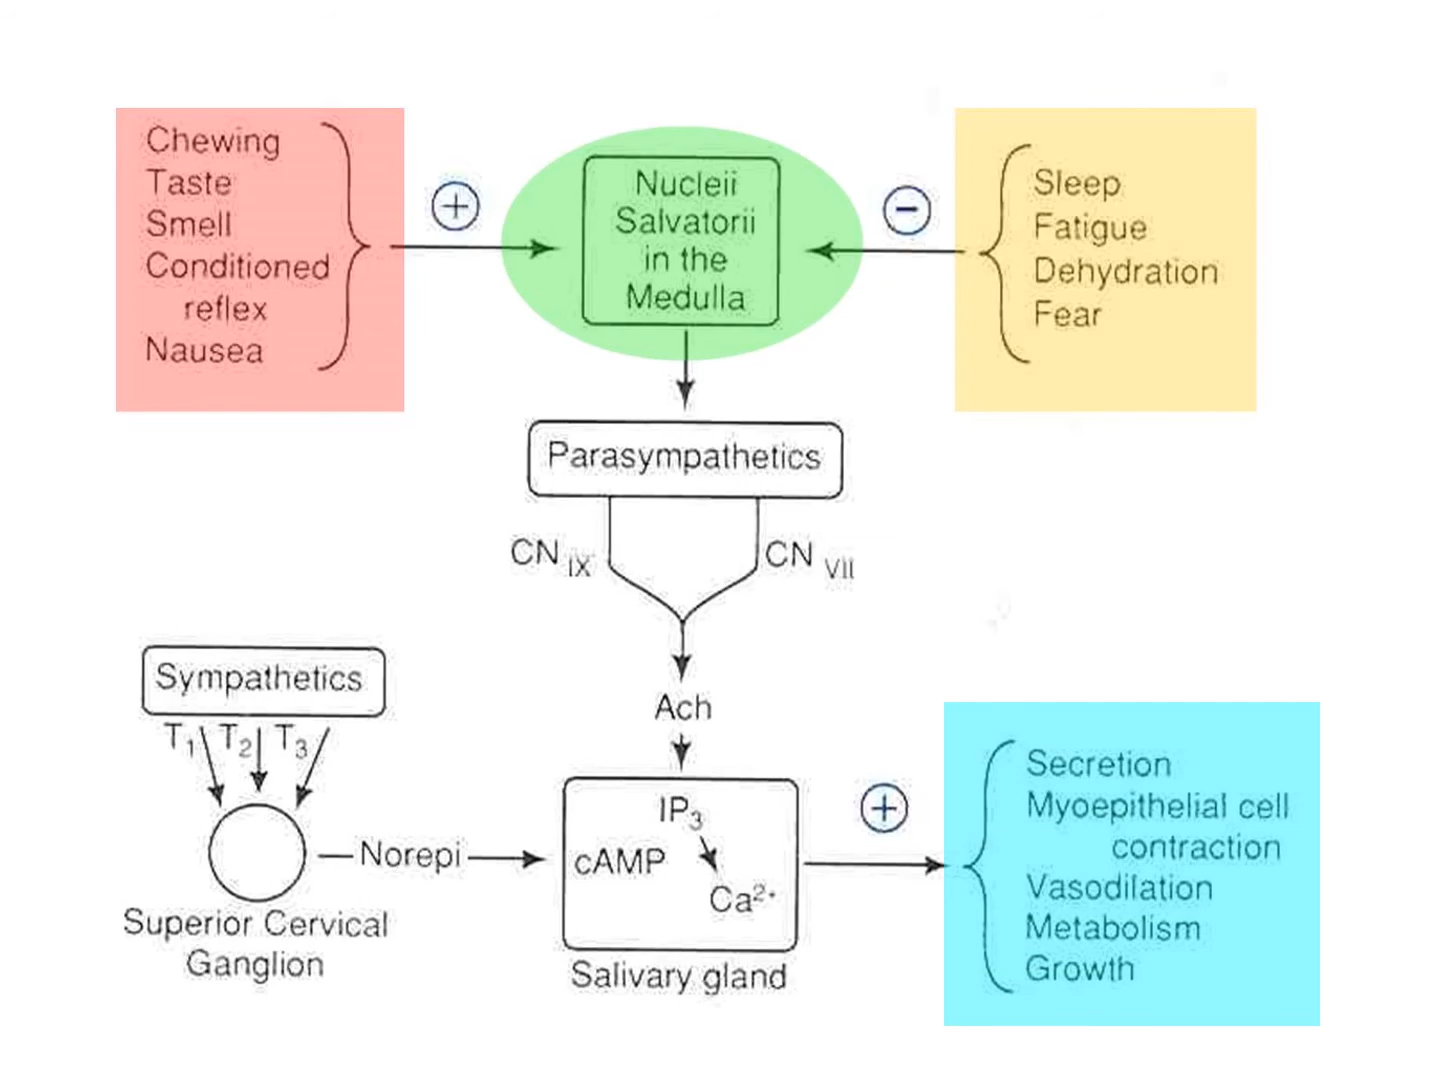 Chewing
Taste
Smell
Conditioned
reflex
Nausea
+
Nucleii
Salvatorii
in the
Medulla
−
Sleep
Fatigue
Dehydration
Fear
Parasympathetics
CN IX
CN VII
Sympathetics
T1 T2 T3
Ach
Norepi
Superior Cervical
Ganglion
IP3
cAMP
Ca2+
Salivary gland
+
Secretion
Myoepithelial cell
contraction
Vasodilation
Metabolism
Growth